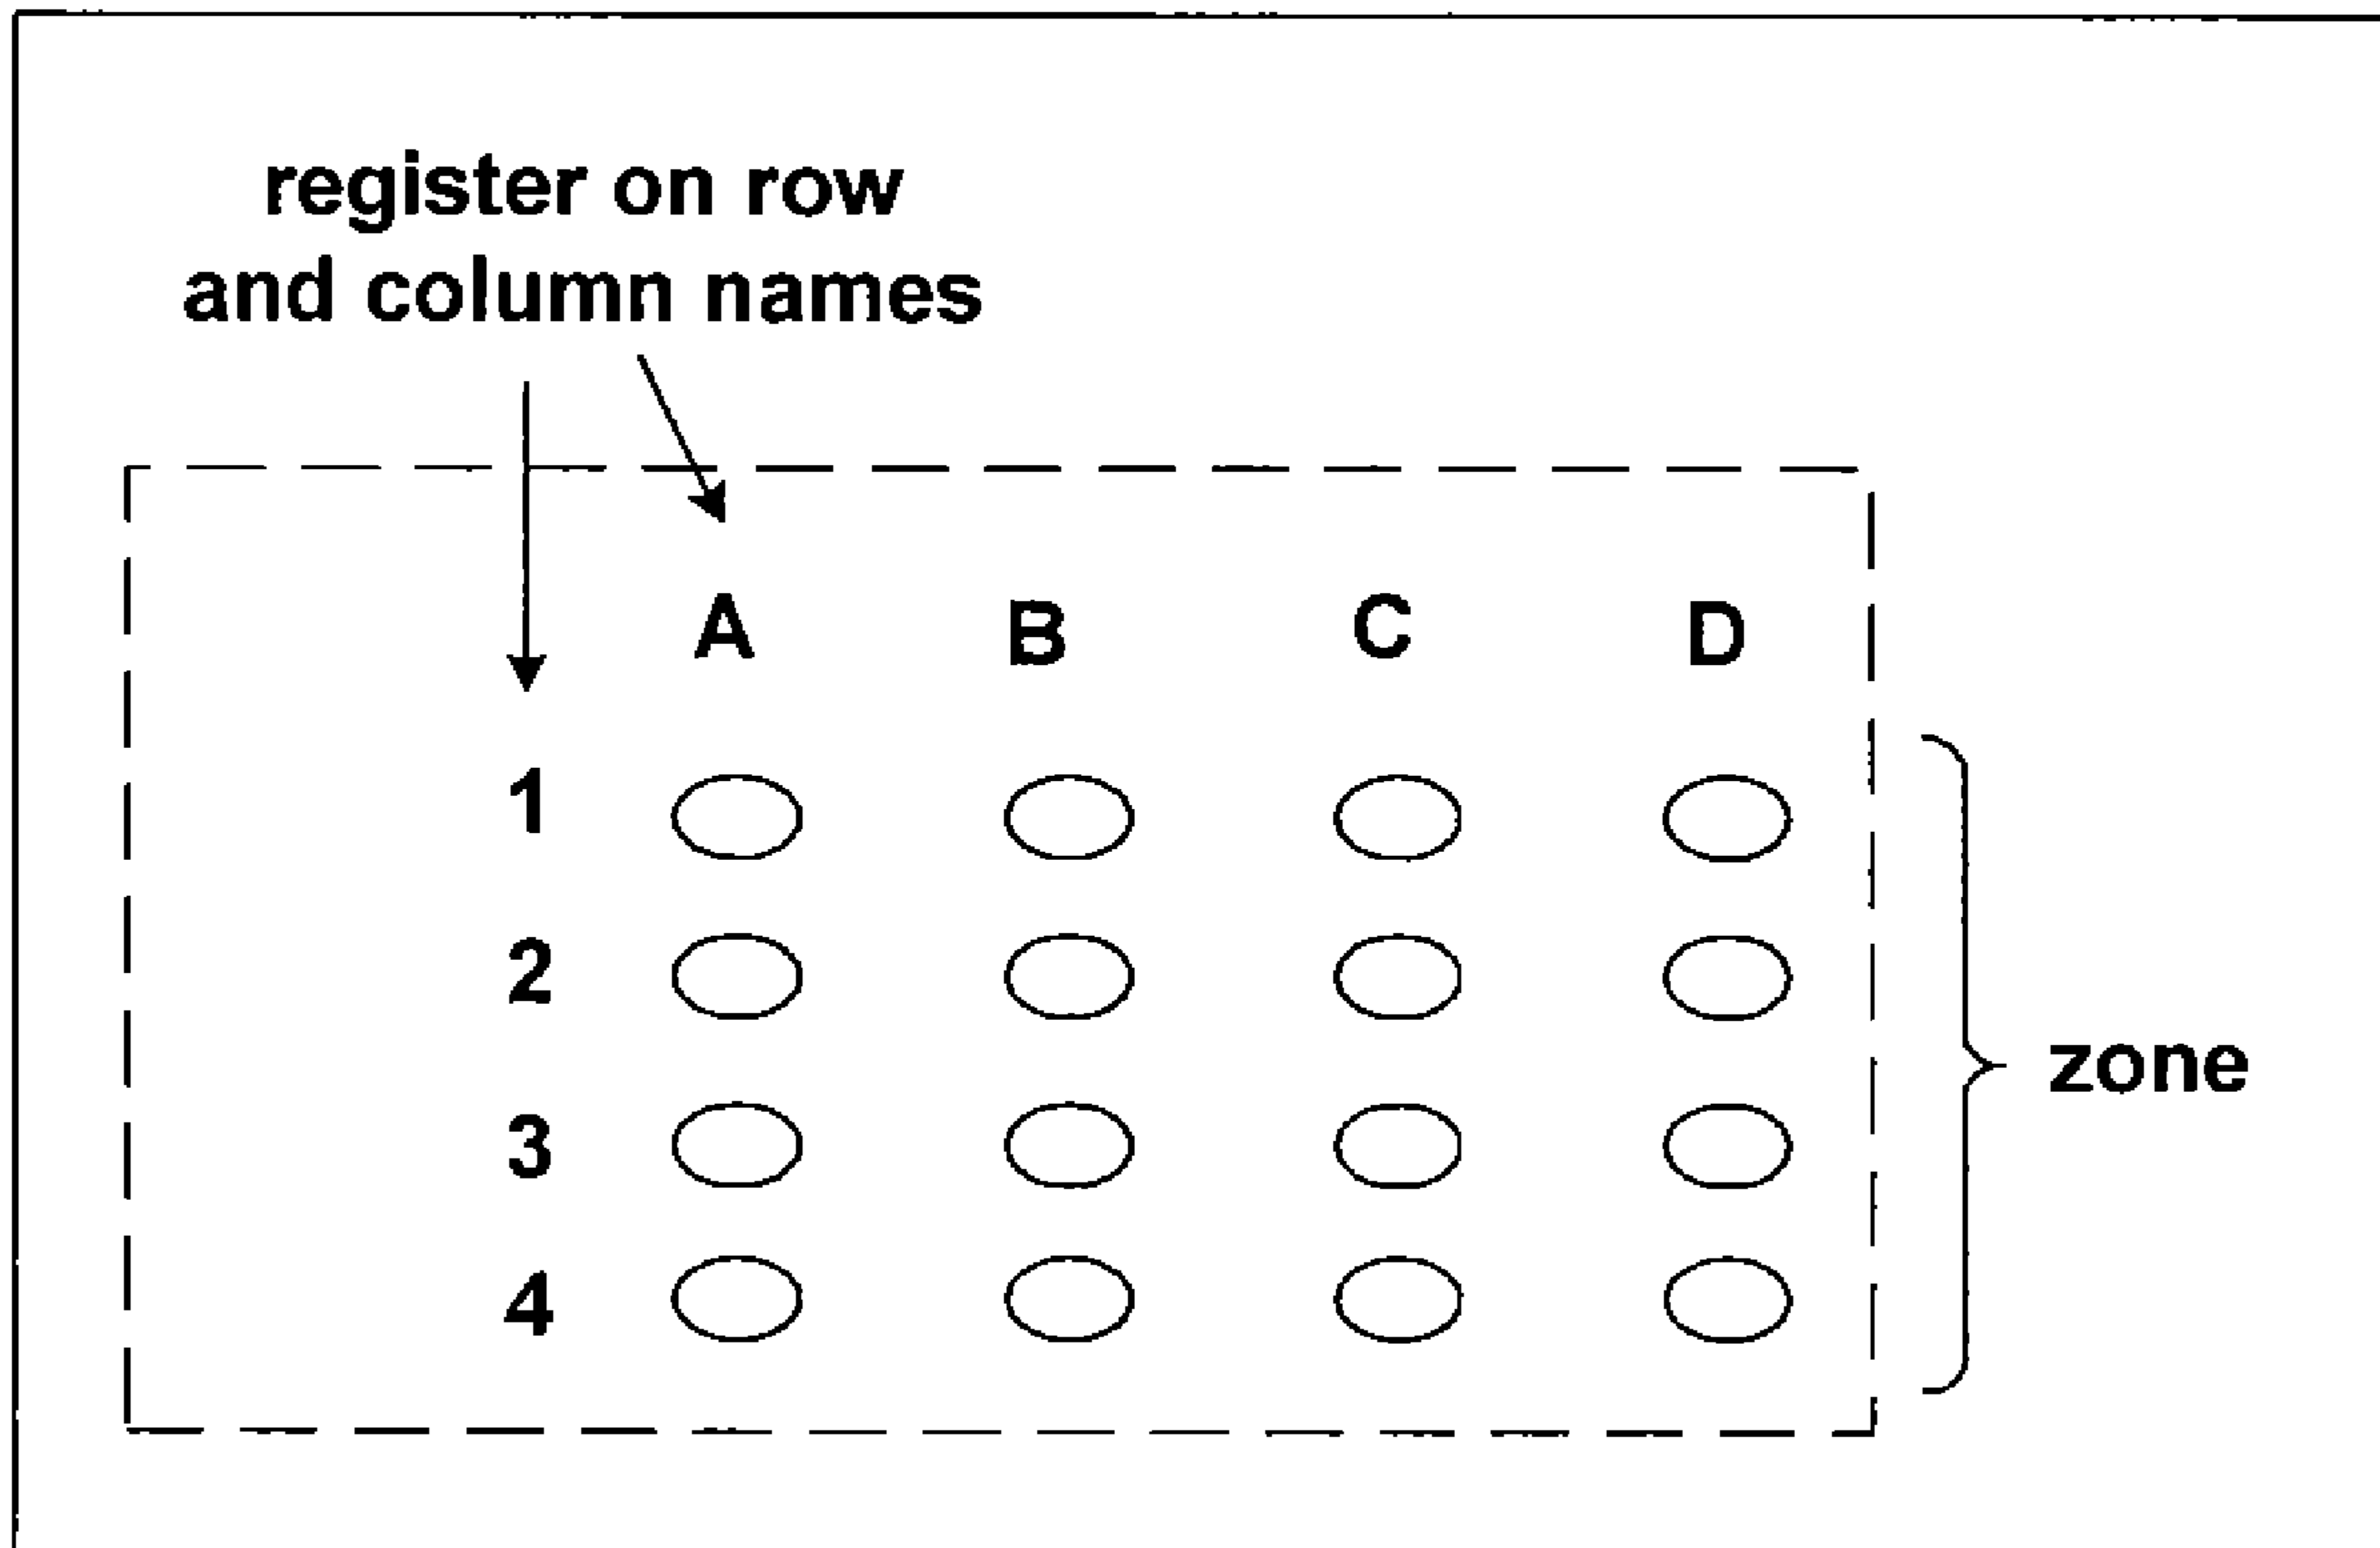 register on row
and column names
A B C D
1
2
3
zone
4